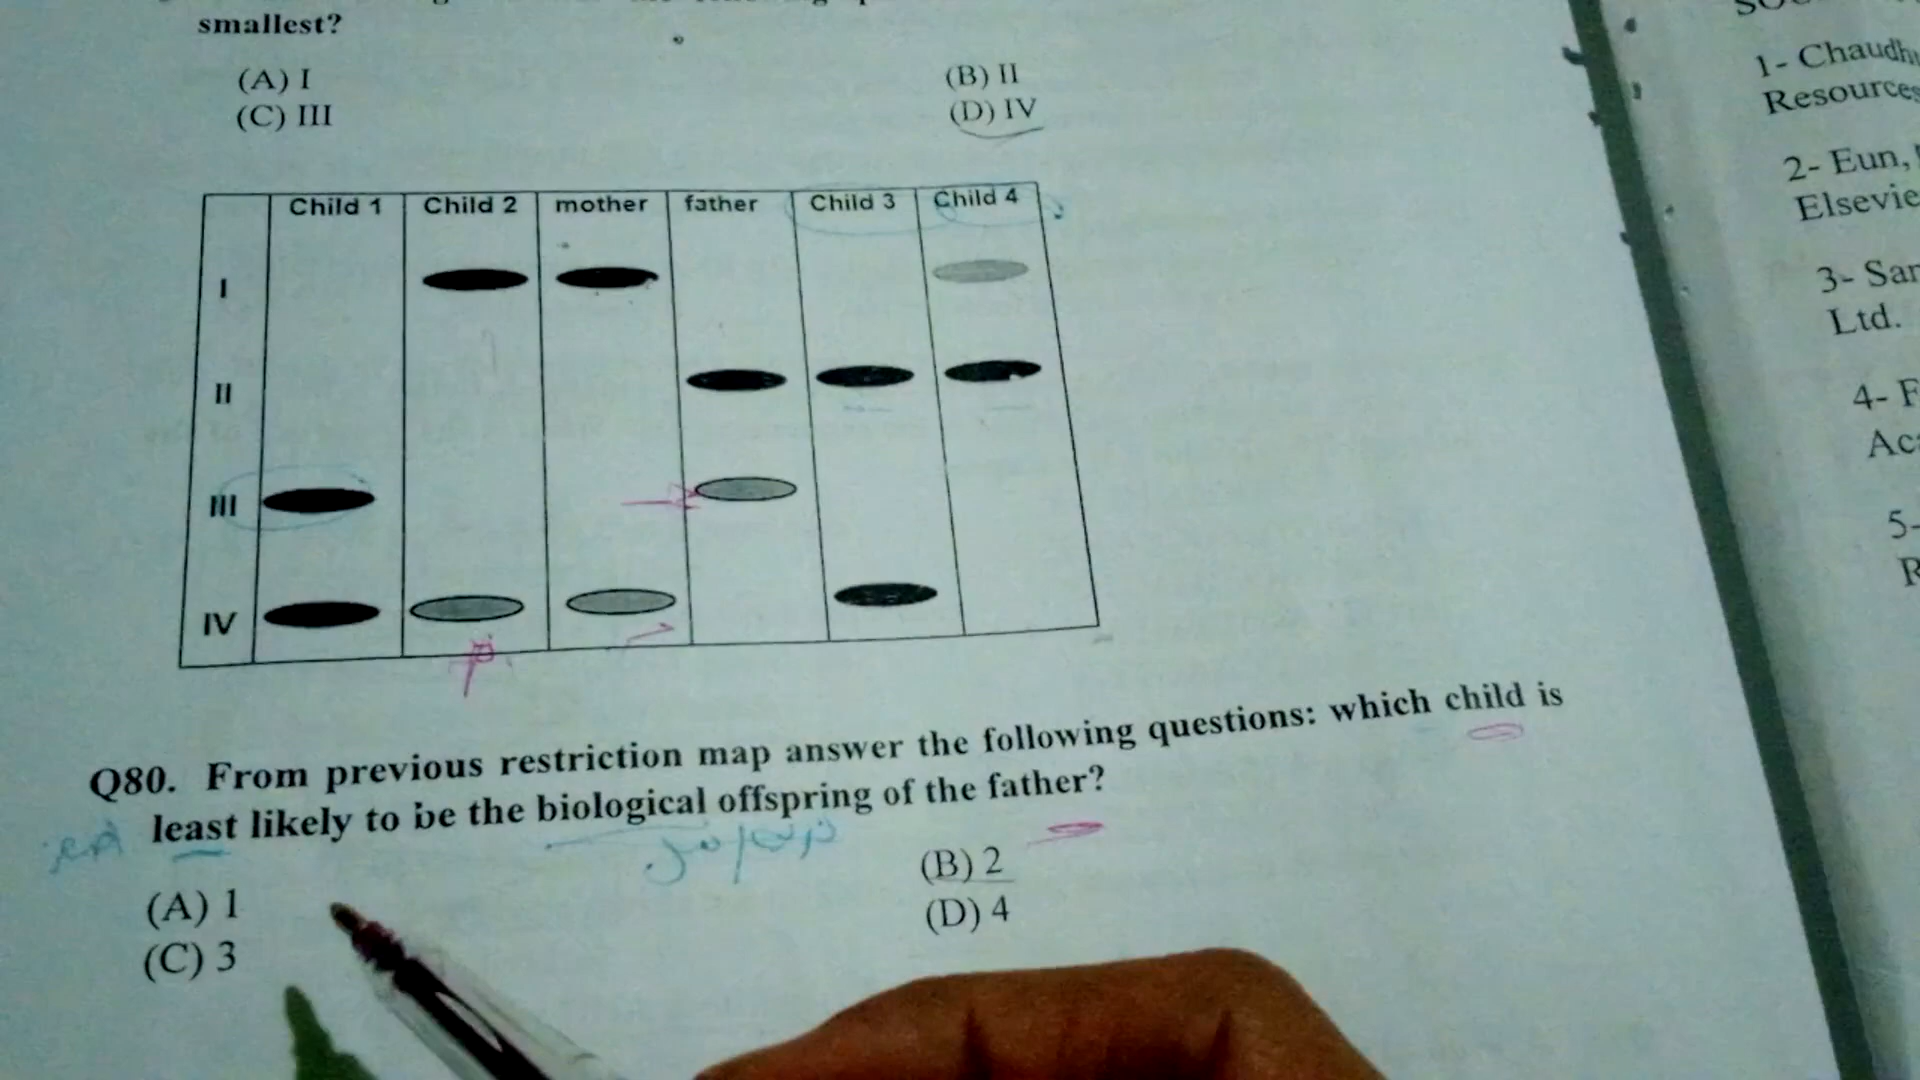 smallest?
(A) I
(B) II
(C) III
(D) IV
Child 1 Child 2 mother father Child 3 Child 4
I
II
III
IV
Q80. From previous restriction map answer the following questions: which child is
least likely to be the biological offspring of the father?
(A) 1
(B) 2
(C) 3
(D) 4
1- Chaudh
Resources
2- Eun,
Elsevie
3- Sar
Ltd.
4- F
Ac
5-
R